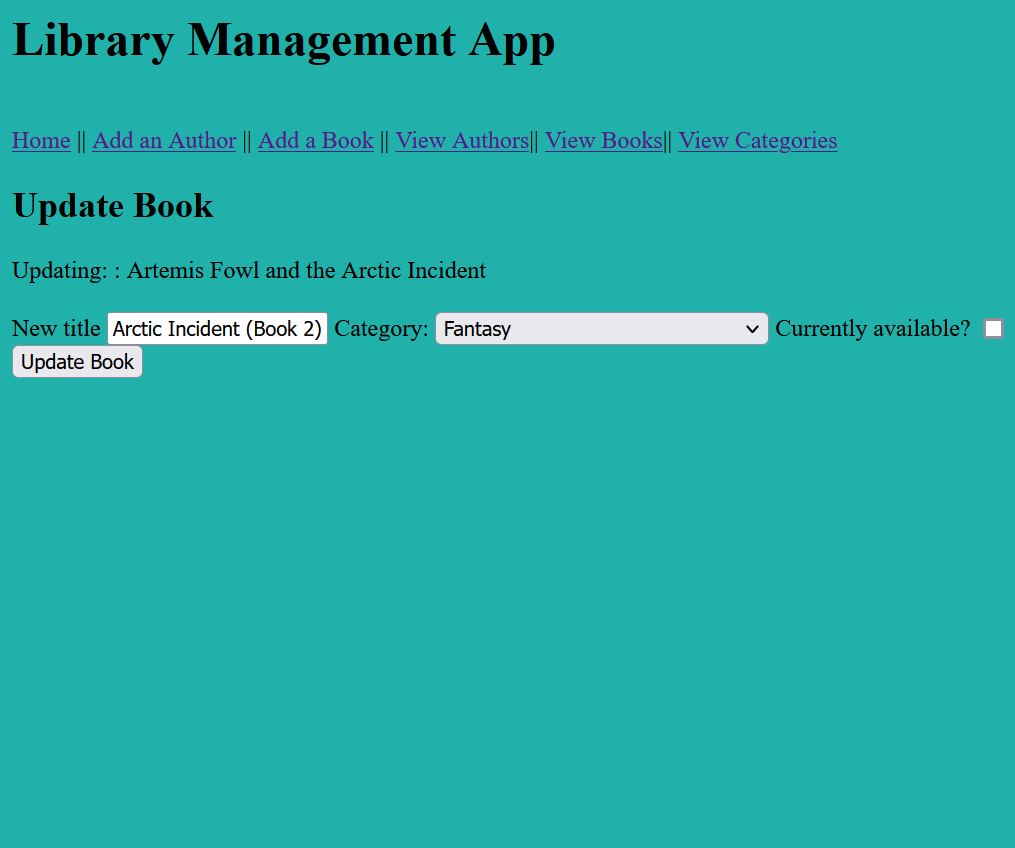 Library Management App
Home || Add an Author || Add a Book || View Authors|| View Books|| View Categories
Update Book
Updating: : Artemis Fowl and the Arctic Incident
New title Arctic Incident (Book 2) Category: Fantasy Currently available?
Update Book